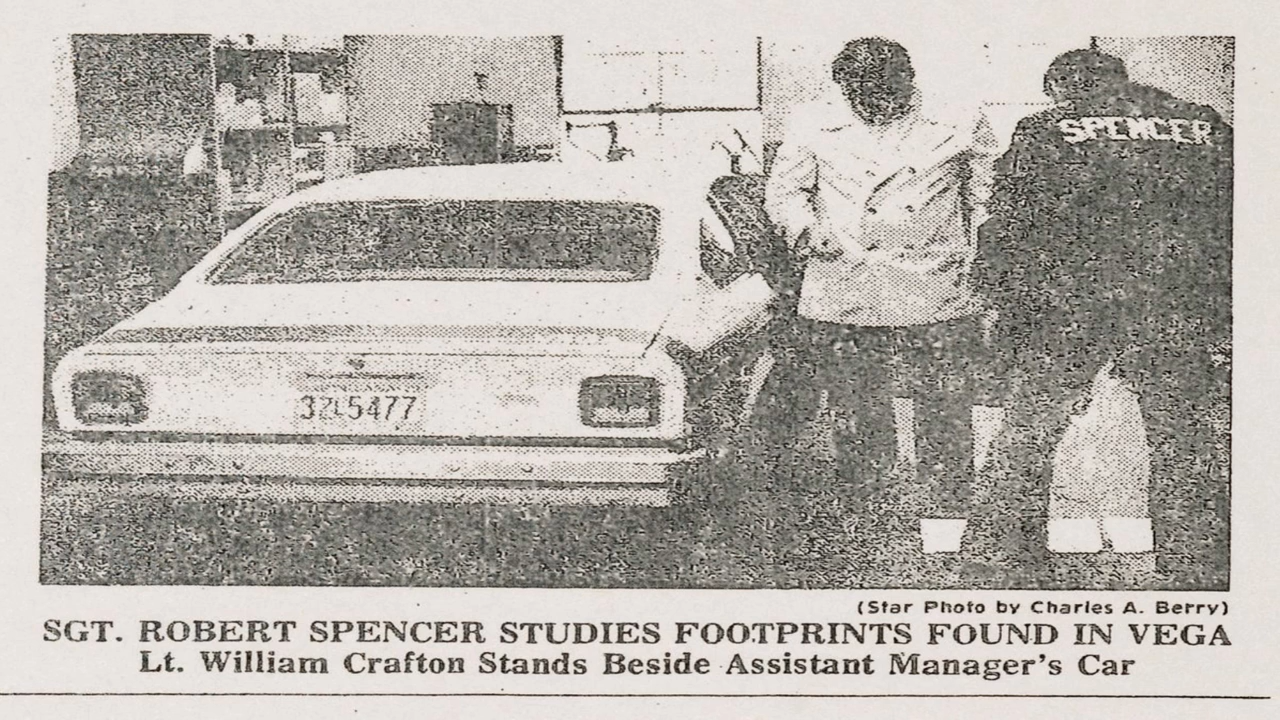 SPENCER
32L5477
(Star Photo by Charles A. Berry)
SGT. ROBERT SPENCER STUDIES FOOTPRINTS FOUND IN VEGA
Lt. William Crafton Stands Beside Assistant Manager's Car